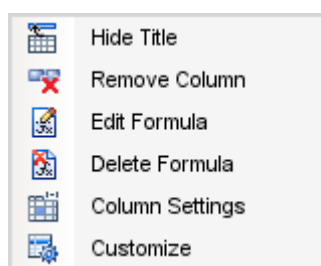 Hide Title
Remove Column
Edit Formula
Delete Formula
Column Settings
Customize